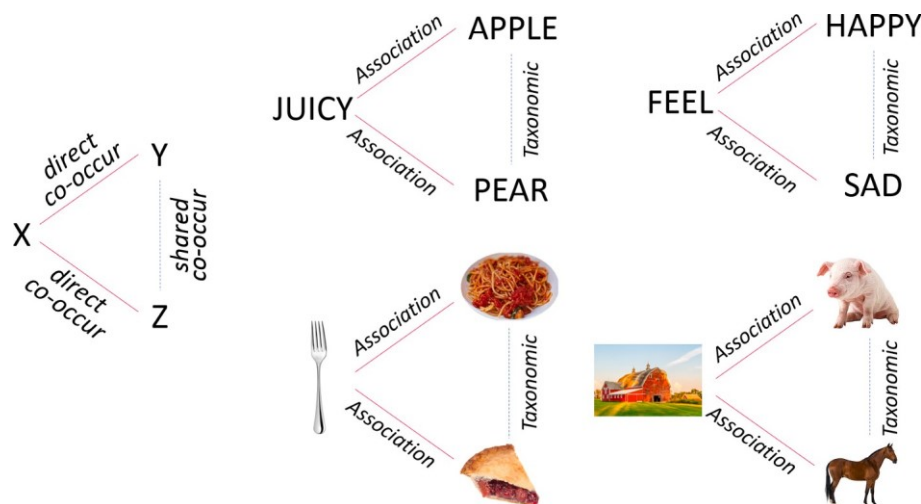 direct
co-occur
X
Y
shared
co-occur
direct
co-occur
Z
JUICY
Association
APPLE
Taxonomic
Association
PEAR
FEEL
Association
HAPPY
Taxonomic
Association
SAD
Association
Taxonomic
Association
Association
Taxonomic
Association